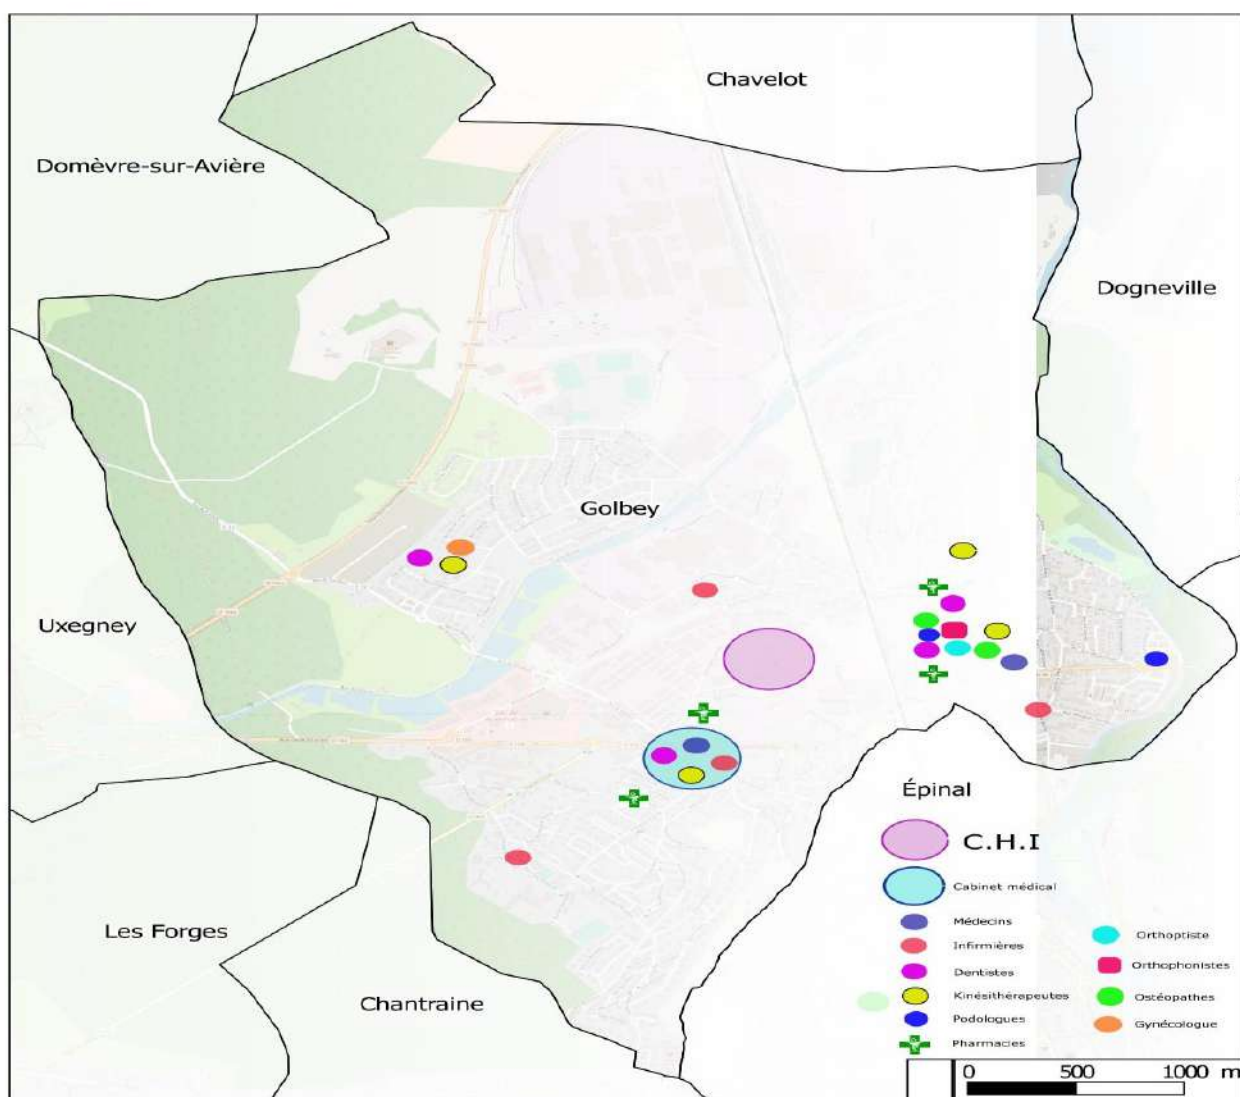 Chavelot
Domèvre-sur-Avière
Dogneville
Golbey
Uxegney
Épinal
C.H.I
Cabinet médical
Médecins
Infirmières
Dentistes
Kinésithérapeutes
Podologues
Pharmacies
Orthoptiste
Orthophonistes
Ostéopathes
Gynécologue
Les Forges
Chantraine
0 500 1000 m